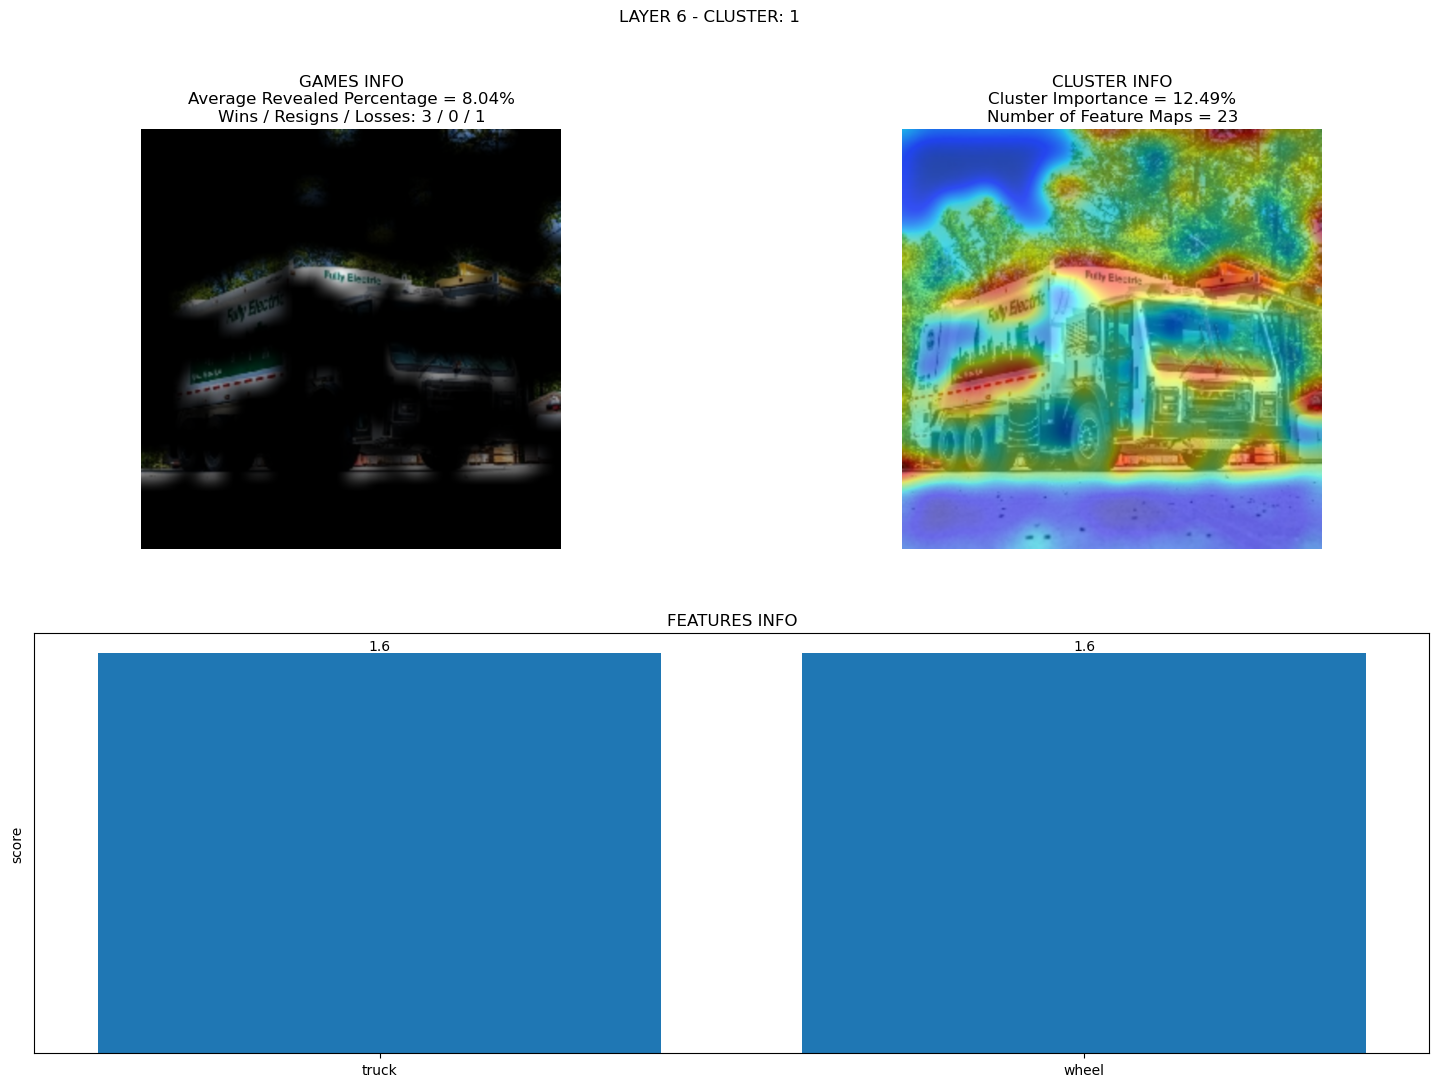 LAYER 6 - CLUSTER: 1
GAMES INFO
Average Revealed Percentage = 8.04%
Wins / Resigns / Losses: 3 / 0 / 1
CLUSTER INFO
Cluster Importance = 12.49%
Number of Feature Maps = 23
Fully Electric
Fully Electric
Fully Electric
Fully Electric
FEATURES INFO
1.6
1.6
score
truck
wheel